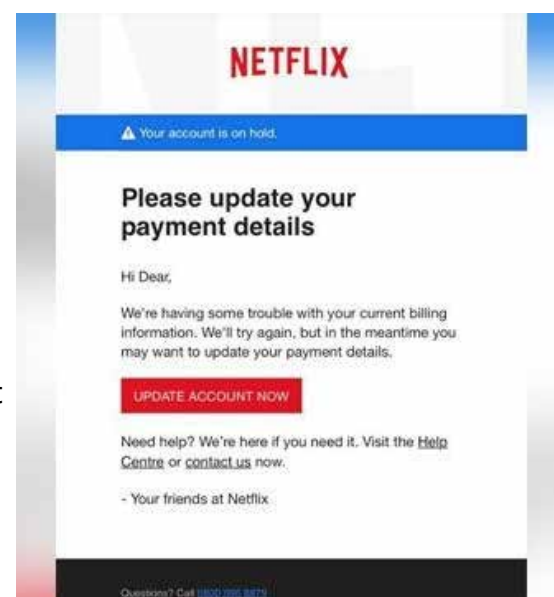 NETFLIX
Your account is on hold.
Please update your
payment details
Hi Dear,
We're having some trouble with your current billing
information. We'll try again, but in the meantime you
may want to update your payment details.
UPDATE ACCOUNT NOW
Need help? We're here if you need it. Visit the Help
Centre or contact us now.
- Your friends at Netflix
Questions? Call